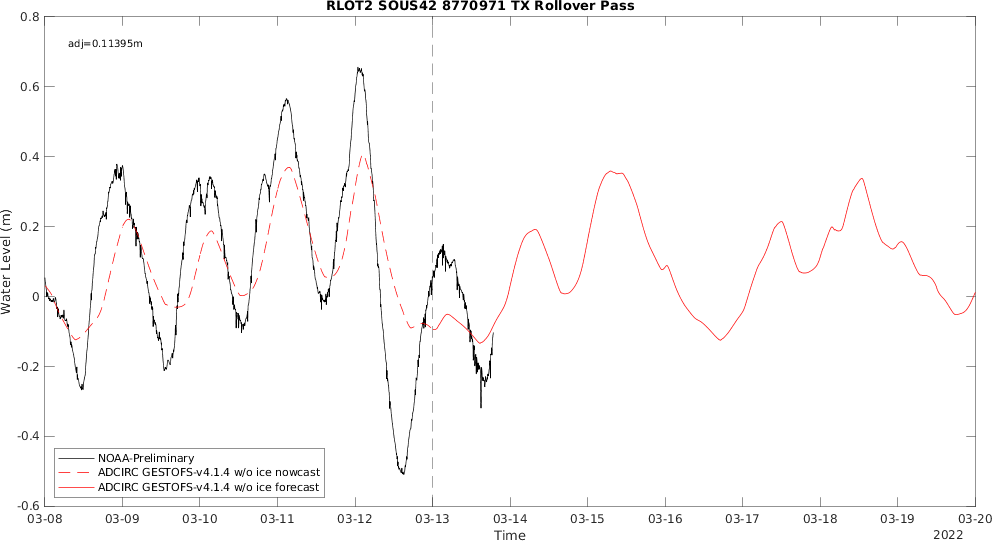 RLOT2 SOUS42 8770971 TX Rollover Pass
adj=0.11395m
0.8
0.6
0.4
0.2
0
-0.2
-0.4
-0.6
Water Level (m)
NOAA-Preliminary
ADCIRC GESTOFS-v4.1.4 w/o ice nowcast
ADCIRC GESTOFS-v4.1.4 w/o ice forecast
03-08 03-09 03-10 03-11 03-12 03-13 03-14 03-15 03-16 03-17 03-18 03-19 03-20
Time
2022